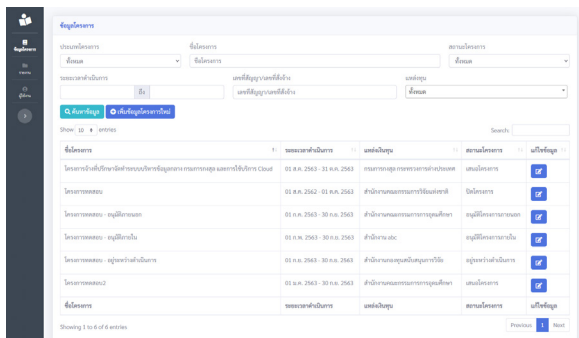 ข้อมูลโครงการ
ข้อมูลโครงการ
รายงาน
ผู้ใช้งาน
ประเภทโครงการ ชื่อโครงการ สถานะโครงการ
ทั้งหมด ชื่อโครงการ ทั้งหมด
ระยะเวลาดำเนินการ เลขที่สัญญา/เลขที่สั่งจ้าง แหล่งทุน
ถึง เลขที่สัญญา/เลขที่สั่งจ้าง ทั้งหมด
ค้นหาข้อมูล เพิ่มข้อมูลโครงการใหม่
Show 10 entries Search:
ชื่อโครงการ ระยะเวลาดำเนินการ แหล่งเงินทุน สถานะโครงการ แก้ไขข้อมูล
โครงการจ้างที่ปรึกษาจัดทำระบบบริหารข้อมูลกลาง กรมการกงสุล และการใช้บริการ Cloud 01 ส.ค. 2563 - 31 ต.ค. 2563 กรมการกงสุล กระทรวงการต่างประเทศ เสนอโครงการ
โครงการทดสอบ 01 ส.ค. 2562 - 01 ต.ค. 2563 สำนักงานคณะกรรมการวิจัยแห่งชาติ ปิดโครงการ
โครงการทดสอบ - อนุมัติภายนอก 01 ก.ค. 2563 - 30 ก.ย. 2563 สำนักงานคณะกรรมการการอุดมศึกษา อนุมัติโครงการภายนอก
โครงการทดสอบ - อนุมัติภายใน 01 ก.ค. 2563 - 30 ก.ย. 2563 สำนักงาน abc อนุมัติโครงการภายใน
โครงการทดสอบ - อยู่ระหว่างดำเนินการ 01 ก.ย. 2563 - 30 ก.ย. 2563 สำนักงานกองทุนสนับสนุนการวิจัย อยู่ระหว่างดำเนินการ
โครงการทดสอบ2 01 ม.ค. 2563 - 30 ก.ย. 2563 สำนักงานคณะกรรมการการอุดมศึกษา เสนอโครงการ
ชื่อโครงการ ระยะเวลาดำเนินการ แหล่งเงินทุน สถานะโครงการ แก้ไขข้อมูล
Showing 1 to 6 of 6 entries Previous 1 Next